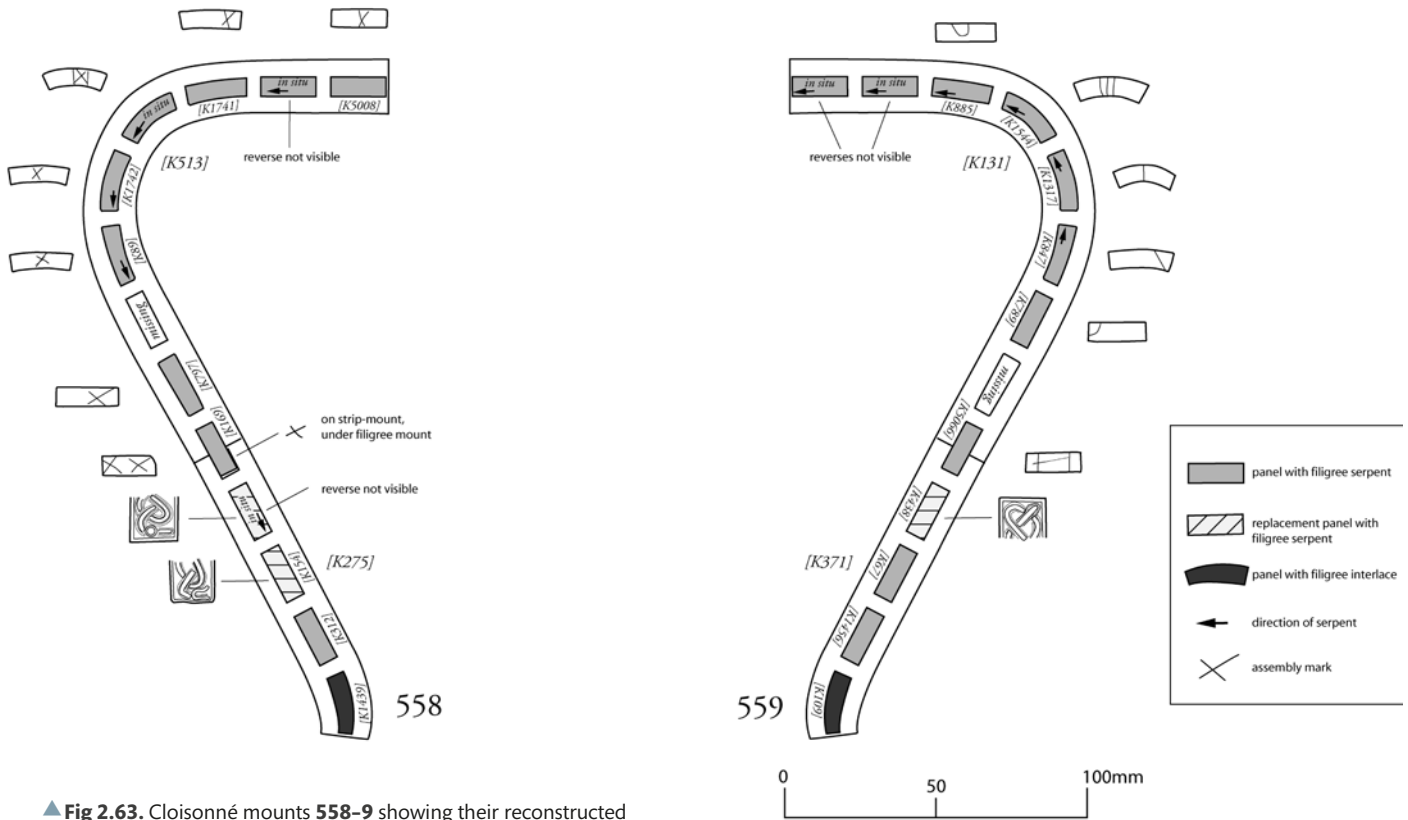 in situ
[K1741]
in situ
[K5008]
reverse not visible
[K513]
[K1742]
[K89]
missing
[K797]
[K169]
on strip-mount,
under filigree mount
reverse not visible
in situ
[K154]
[K275]
[K312]
[K1439]
558
in situ
in situ
[K885]
[K1544]
reverses not visible
[K131]
[K1317]
[K847]
[K789]
missing
[K5066]
[K438]
[K67]
[K371]
[K1456]
[K109]
559
panel with filigree serpent
replacement panel with
filigree serpent
panel with filigree interlace
direction of serpent
assembly mark
0
50
100mm
Fig 2.63. Cloisonné mounts 558–9 showing their reconstructed